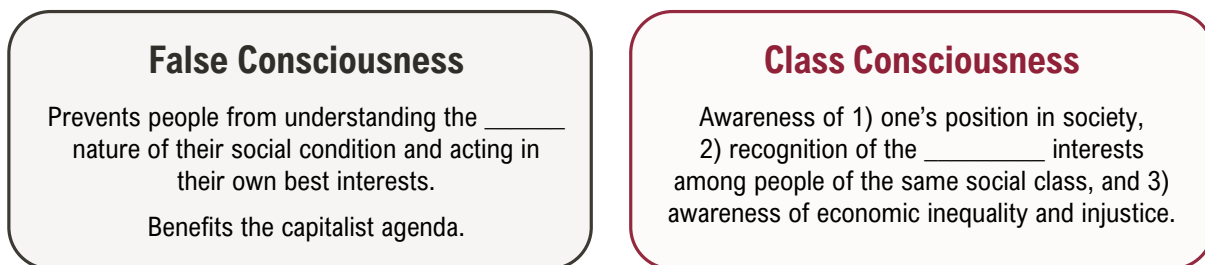 False Consciousness
Prevents people from understanding the ______
nature of their social condition and acting in
their own best interests.
Benefits the capitalist agenda.
Class Consciousness
Awareness of 1) one’s position in society,
2) recognition of the _________ interests
among people of the same social class, and 3)
awareness of economic inequality and injustice.